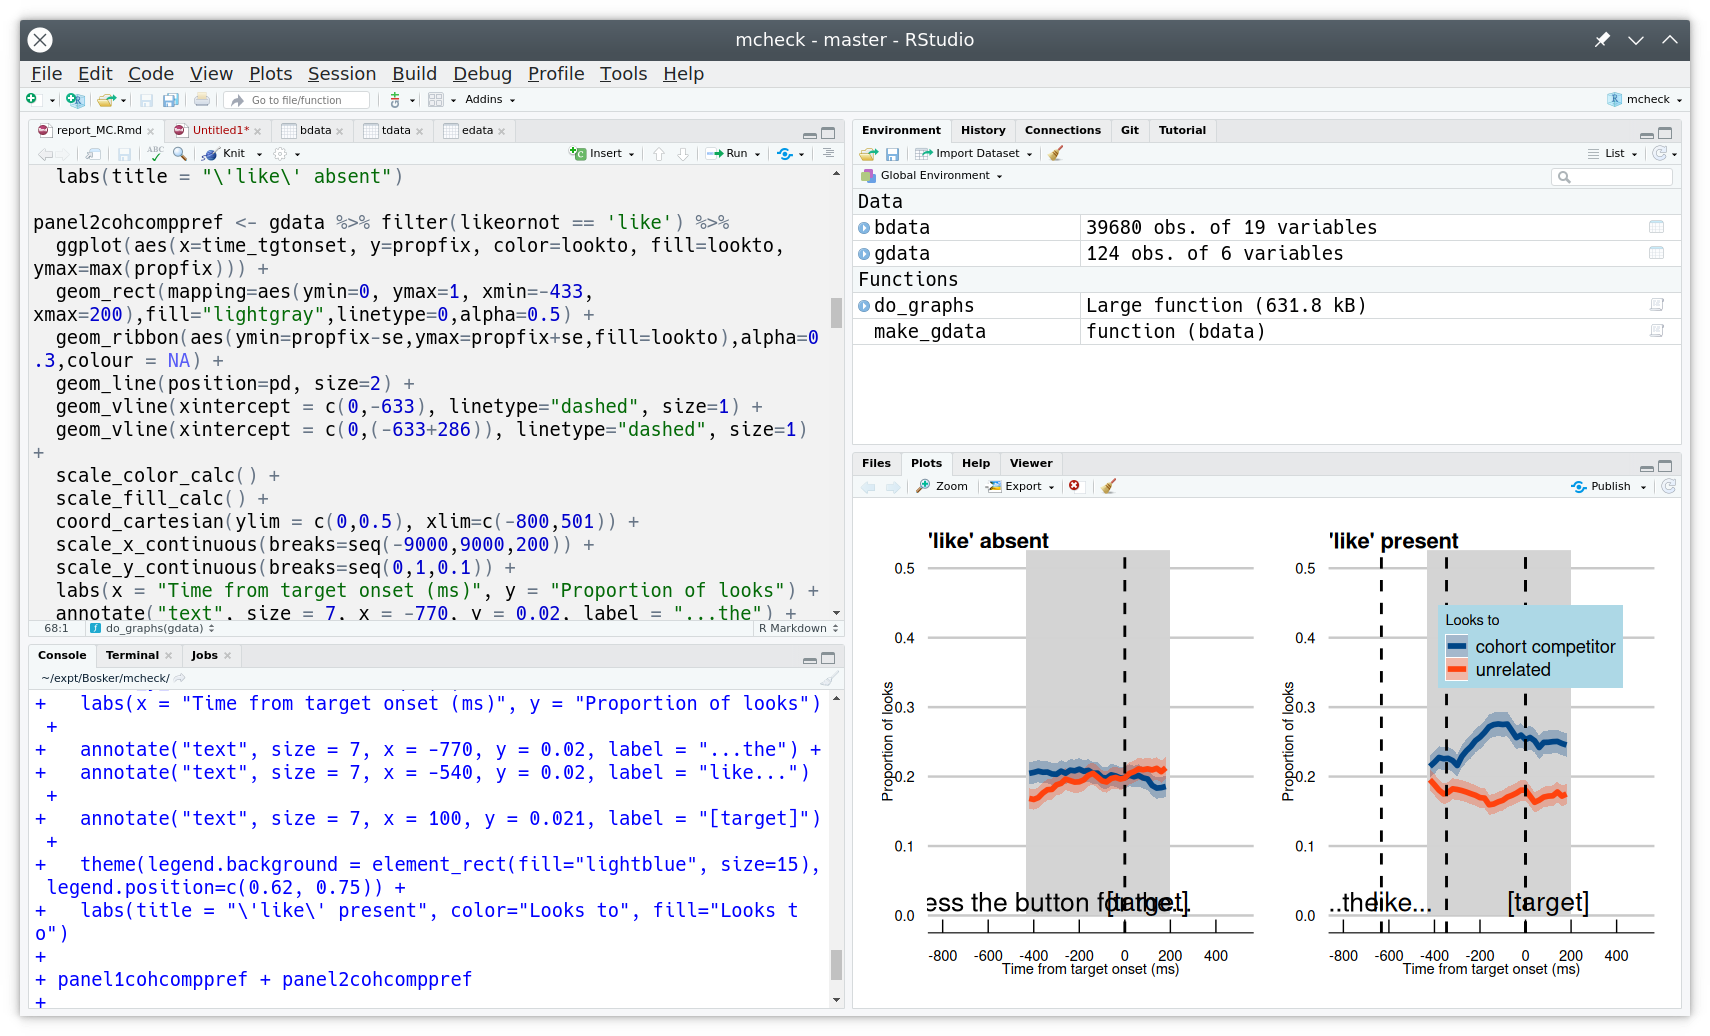 mcheck - master - RStudio
File Edit Code View Plots Session Build Debug Profile Tools Help
Go to file/function
Addins
mcheck
report_MC.Rmd
Untitled1*
bdata
tdata
edata
ABC
Knit
Insert
Run
labs(title = "\'like\' absent")
panel2cohcomppref <- gdata %>% filter(likeornot == 'like') %>%
ggplot(aes(x=time_tgtonset, y=propfix, color=lookto, fill=lookto,
ymax=max(propfix))) +
geom_rect(mapping=aes(ymin=0, ymax=1, xmin=-433,
xmax=200),fill="lightgray",linetype=0,alpha=0.5) +
geom_ribbon(aes(ymin=propfix-se,ymax=propfix+se,fill=lookto),alpha=0
.3,colour = NA) +
geom_line(position=pd, size=2) +
geom_vline(xintercept = c(0,-633), linetype="dashed", size=1) +
geom_vline(xintercept = c(0,(-633+286)), linetype="dashed", size=1)
+
scale_color_calc() +
scale_fill_calc() +
coord_cartesian(ylim = c(0,0.5), xlim=c(-800,501)) +
scale_x_continuous(breaks=seq(-9000,9000,200)) +
scale_y_continuous(breaks=seq(0,1,0.1)) +
labs(x = "Time from target onset (ms)", y = "Proportion of looks") +
annotate("text", size = 7, x = -770, y = 0.02, label = "...the") +
68:1
do_graphs(gdata)
R Markdown
Console
Terminal
Jobs
~/expt/Bosker/mcheck/
+ labs(x = "Time from target onset (ms)", y = "Proportion of looks")
+
+ annotate("text", size = 7, x = -770, y = 0.02, label = "...the") +
+ annotate("text", size = 7, x = -540, y = 0.02, label = "like...")
+
+ annotate("text", size = 7, x = 100, y = 0.021, label = "[target]")
+
+ theme(legend.background = element_rect(fill="lightblue", size=15),
legend.position=c(0.62, 0.75)) +
+ labs(title = "\'like\' present", color="Looks to", fill="Looks t
o")
+
+ panel1cohcomppref + panel2cohcomppref
+
Environment
History
Connections
Git
Tutorial
Import Dataset
List
Global Environment
Data
bdata 39680 obs. of 19 variables
gdata 124 obs. of 6 variables
Functions
do_graphs Large function (631.8 kB)
make_gdata function (bdata)
Files
Plots
Help
Viewer
Zoom
Export
Publish
'like' absent
0.5
0.4
0.3
0.2
0.1
0.0
Proportion of looks
ess the button for the...
[target]
-800 -600 -400 -200 0 200 400
Time from target onset (ms)
'like' present
0.5
0.4
0.3
0.2
0.1
0.0
Proportion of looks
Looks to
cohort competitor
unrelated
..the
like...
[target]
-800 -600 -400 -200 0 200 400
Time from target onset (ms)